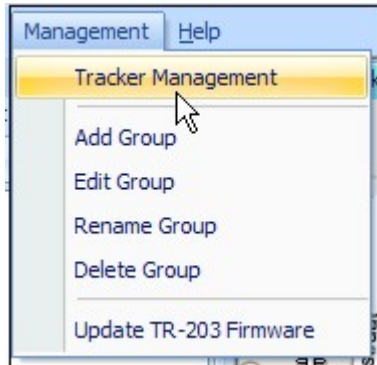 Management Help
Tracker Management
Add Group
Edit Group
Rename Group
Delete Group
Update TR-203 Firmware